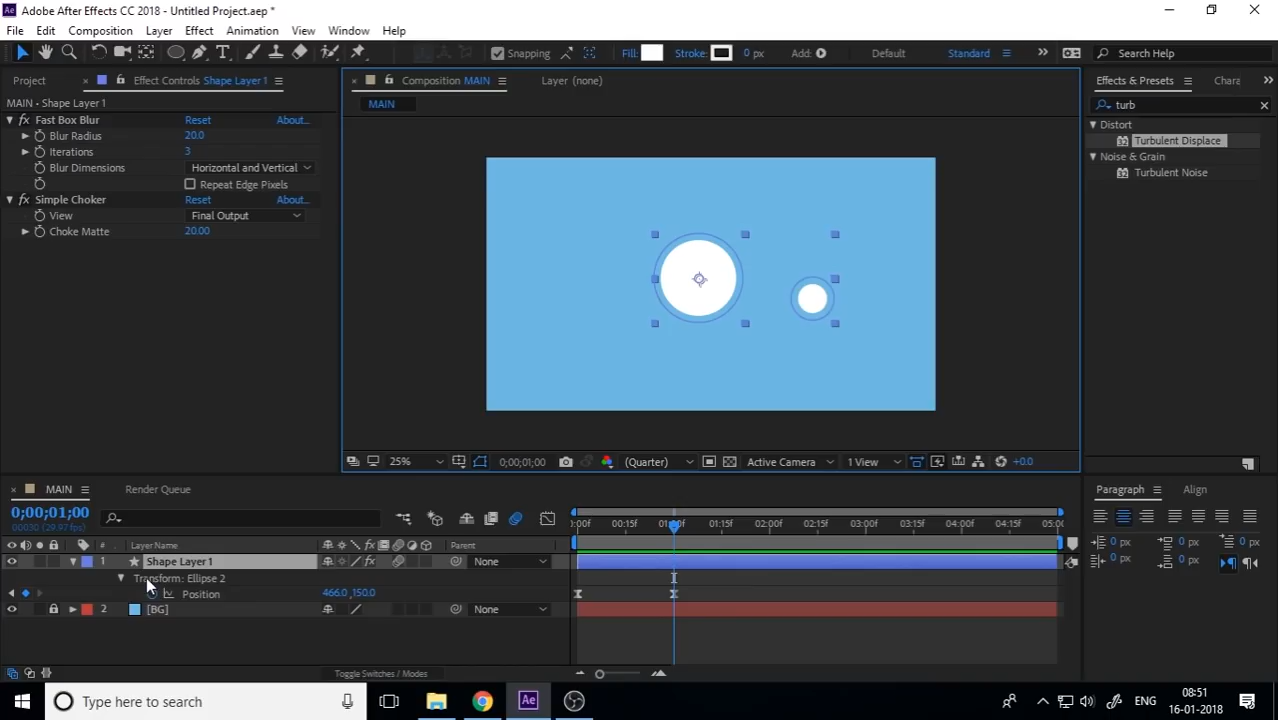 Adobe After Effects CC 2018 - Untitled Project.aep *
File Edit Composition Layer Effect Animation View Window Help
Snapping Fill: Stroke: 0 px Add: Default Standard Search Help
Project Effect Controls Shape Layer 1 Composition MAIN Layer (none) Effects & Presets Chara
MAIN • Shape Layer 1 MAIN turb
fx Fast Box Blur Reset About...
Blur Radius 20.0
Iterations 3
Blur Dimensions Horizontal and Vertical
Repeat Edge Pixels
fx Simple Choker Reset About...
View Final Output
Choke Matte 20.00
Distort
Turbulent Displace
Noise & Grain
Turbulent Noise
25% 0;00;01;00 (Quarter) Active Camera 1 View +0.0
MAIN Render Queue Paragraph Align
0;00;01;00
00030 (29.97 fps)
:00f 00:15f 01:00f 01:15f 02:00f 02:15f 03:00f 03:15f 04:00f 04:15f 05:00f
# Layer Name fx Parent
1 Shape Layer 1 fx None
Transform: Ellipse 2
Position 466.0,150.0
2 [BG] None
Toggle Switches / Modes
+0 px +0 px
+0 px
+0 px +0 px
Type here to search Ae ENG 08:51
16-01-2018